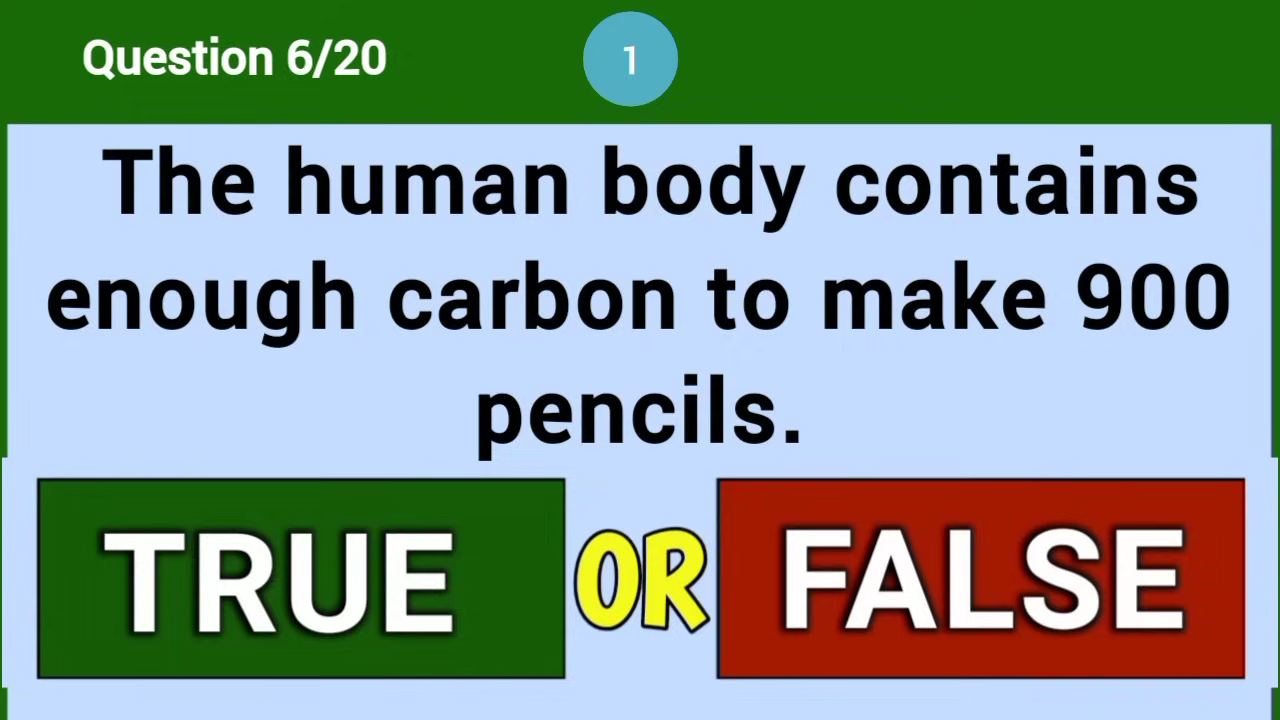 Question 6/20
1
The human body contains
enough carbon to make 900
pencils.
TRUE OR FALSE